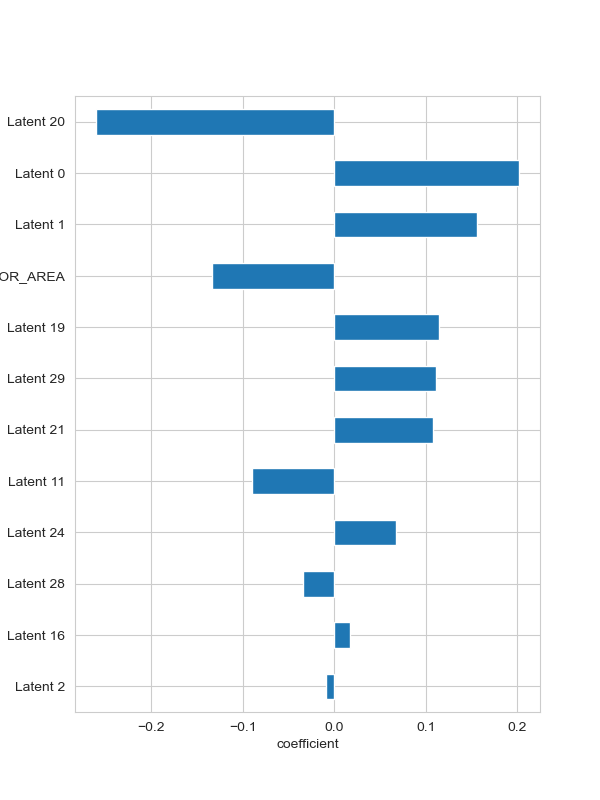 Latent 20
Latent 0
Latent 1
OR_AREA
Latent 19
Latent 29
Latent 21
Latent 11
Latent 24
Latent 28
Latent 16
Latent 2
−0.2 −0.1 0.0 0.1 0.2
coefficient